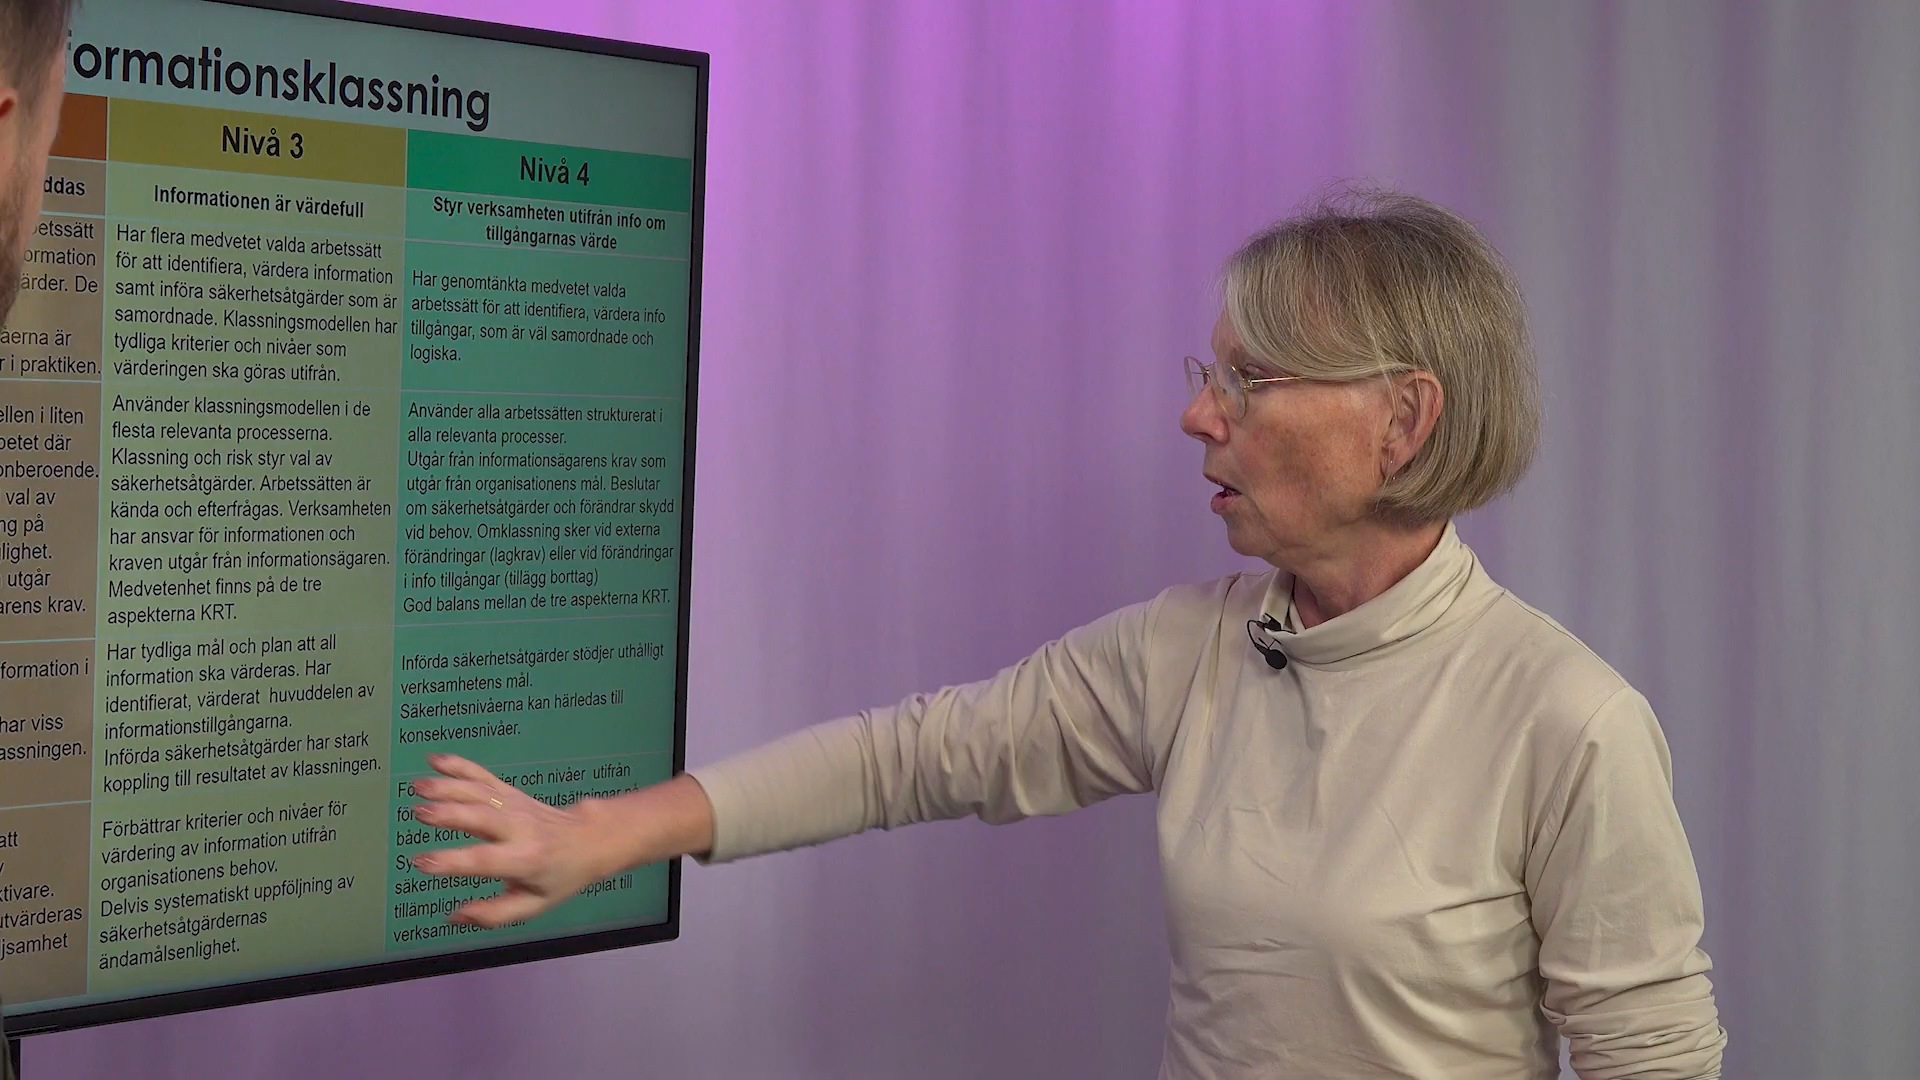 ormationsklassning
Nivå 3
Nivå 4
ddas
Informationen är värdefull
Styr verksamheten utifrån info om
tillgångarnas värde
betssätt
ormation
ärder. De
åerna är
r i praktiken.
Har flera medvetet valda arbetssätt
för att identifiera, värdera information
samt införa säkerhetsåtgärder som är
samordnade. Klassningsmodellen har
tydliga kriterier och nivåer som
värderingen ska göras utifrån.
Har genomtänkta medvetet valda
arbetssätt för att identifiera, värdera info
tillgångar, som är väl samordnade och
logiska.
ellen i liten
betet där
onberoende.
val av
ng på
lighet.
utgår
arens krav.
Använder klassningsmodellen i de
flesta relevanta processerna.
Klassning och risk styr val av
säkerhetsåtgärder. Arbetssätten är
kända och efterfrågas. Verksamheten
har ansvar för informationen och
kraven utgår från informationsägaren.
Medvetenhet finns på de tre
aspekterna KRT.
Använder alla arbetssätten strukturerat i
alla relevanta processer.
Utgår från informationsägarens krav som
utgår från organisationens mål. Beslutar
om säkerhetsåtgärder och förändrar skydd
vid behov. Omklassning sker vid externa
förändringar (lagkrav) eller vid förändringar
i info tillgångar (tillägg borttag)
God balans mellan de tre aspekterna KRT.
formation i
har viss
assningen.
Har tydliga mål och plan att all
information ska värderas. Har
identifierat, värderat huvuddelen av
informationstillgångarna.
Införda säkerhetsåtgärder har stark
koppling till resultatet av klassningen.
Införda säkerhetsåtgärder stödjer uthålligt
verksamhetens mål.
Säkerhetsnivåerna kan härledas till
konsekvensnivåer.
att
ktivare.
utvärderas
jsamhet
Förbättrar kriterier och nivåer för
värdering av information utifrån
organisationens behov.
Delvis systematiskt uppföljning av
säkerhetsåtgärdernas
ändamålsenlighet.
och nivåer utifrån
förutsättningar på
både kort
säkerhetsåtgärd
kopplat till
tillämplighet
verksamhetens mål.